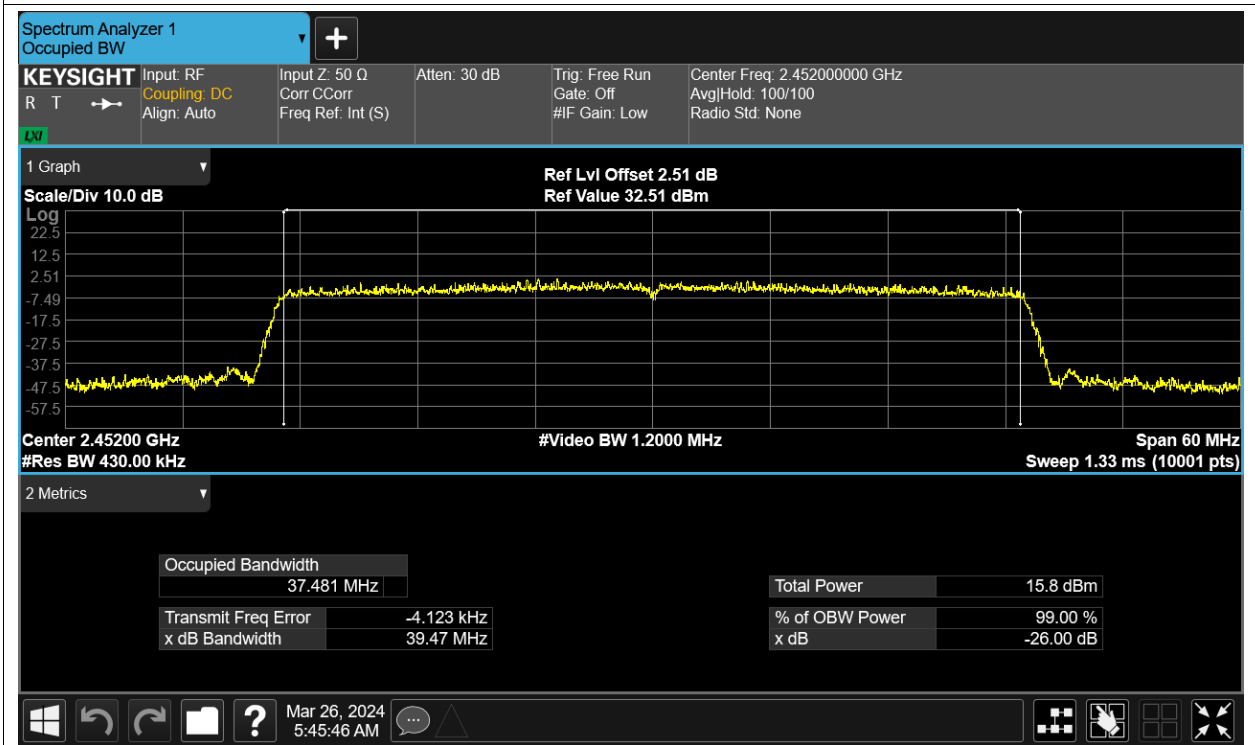 Spectrum Analyzer 1
Occupied BW
KEYSIGHT
R T
LXI
Input: RF
Coupling: DC
Align: Auto
Input Z: 50 Ω
Corr CCorr
Freq Ref: Int (S)
Atten: 30 dB
Trig: Free Run
Gate: Off
#IF Gain: Low
Center Freq: 2.452000000 GHz
Avg|Hold: 100/100
Radio Std: None
1 Graph
Scale/Div 10.0 dB
Ref Lvl Offset 2.51 dB
Ref Value 32.51 dBm
Log
22.5
12.5
2.51
-7.49
-17.5
-27.5
-37.5
-47.5
-57.5
Center 2.45200 GHz
#Video BW 1.2000 MHz
Span 60 MHz
#Res BW 430.00 kHz
Sweep 1.33 ms (10001 pts)
2 Metrics
Occupied Bandwidth
37.481 MHz
Transmit Freq Error -4.123 kHz
x dB Bandwidth 39.47 MHz
Total Power 15.8 dBm
% of OBW Power 99.00 %
x dB -26.00 dB
?
Mar 26, 2024
5:45:46 AM